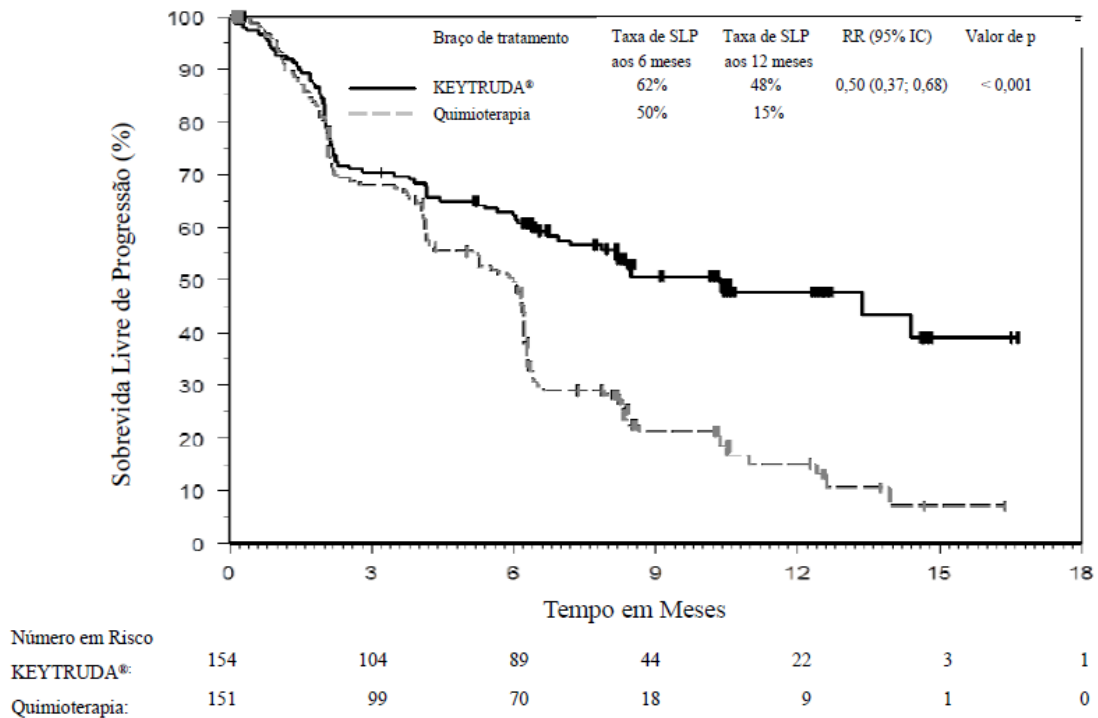 Braço de tratamento Taxa de SLP aos 6 meses Taxa de SLP aos 12 meses RR (95% IC) Valor de p
KEYTRUDA® 62% 48% 0,50 (0,37; 0,68) < 0,001
Quimioterapia 50% 15%
Sobrevida Livre de Progressão (%)
100
90
80
70
60
50
40
30
20
10
0
0 3 6 9 12 15 18
Tempo em Meses
Número em Risco
KEYTRUDA®: 154 104 89 44 22 3 1
Quimioterapia: 151 99 70 18 9 1 0